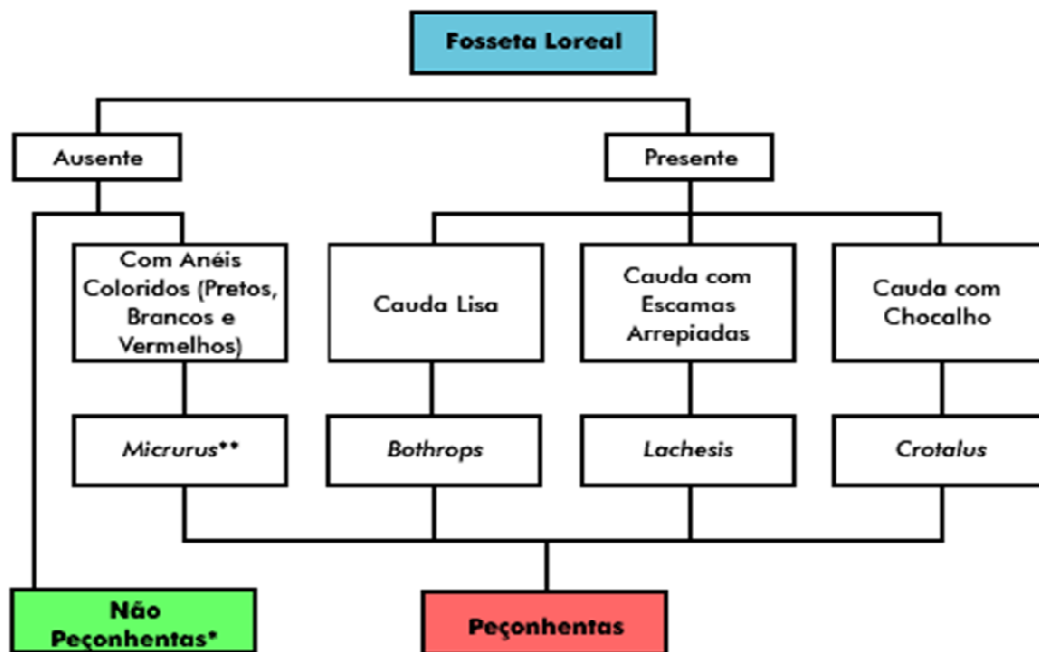 Fosseta Loreal
Ausente
Presente
Com Anéis
Coloridos (Pretos,
Brancos e
Vermelhos)
Cauda Lisa
Cauda com
Escamas
Arrepiadas
Cauda com
Chocalho
Micrurus**
Bothrops
Lachesis
Crotalus
Não
Peçonhentas*
Peçonhentas